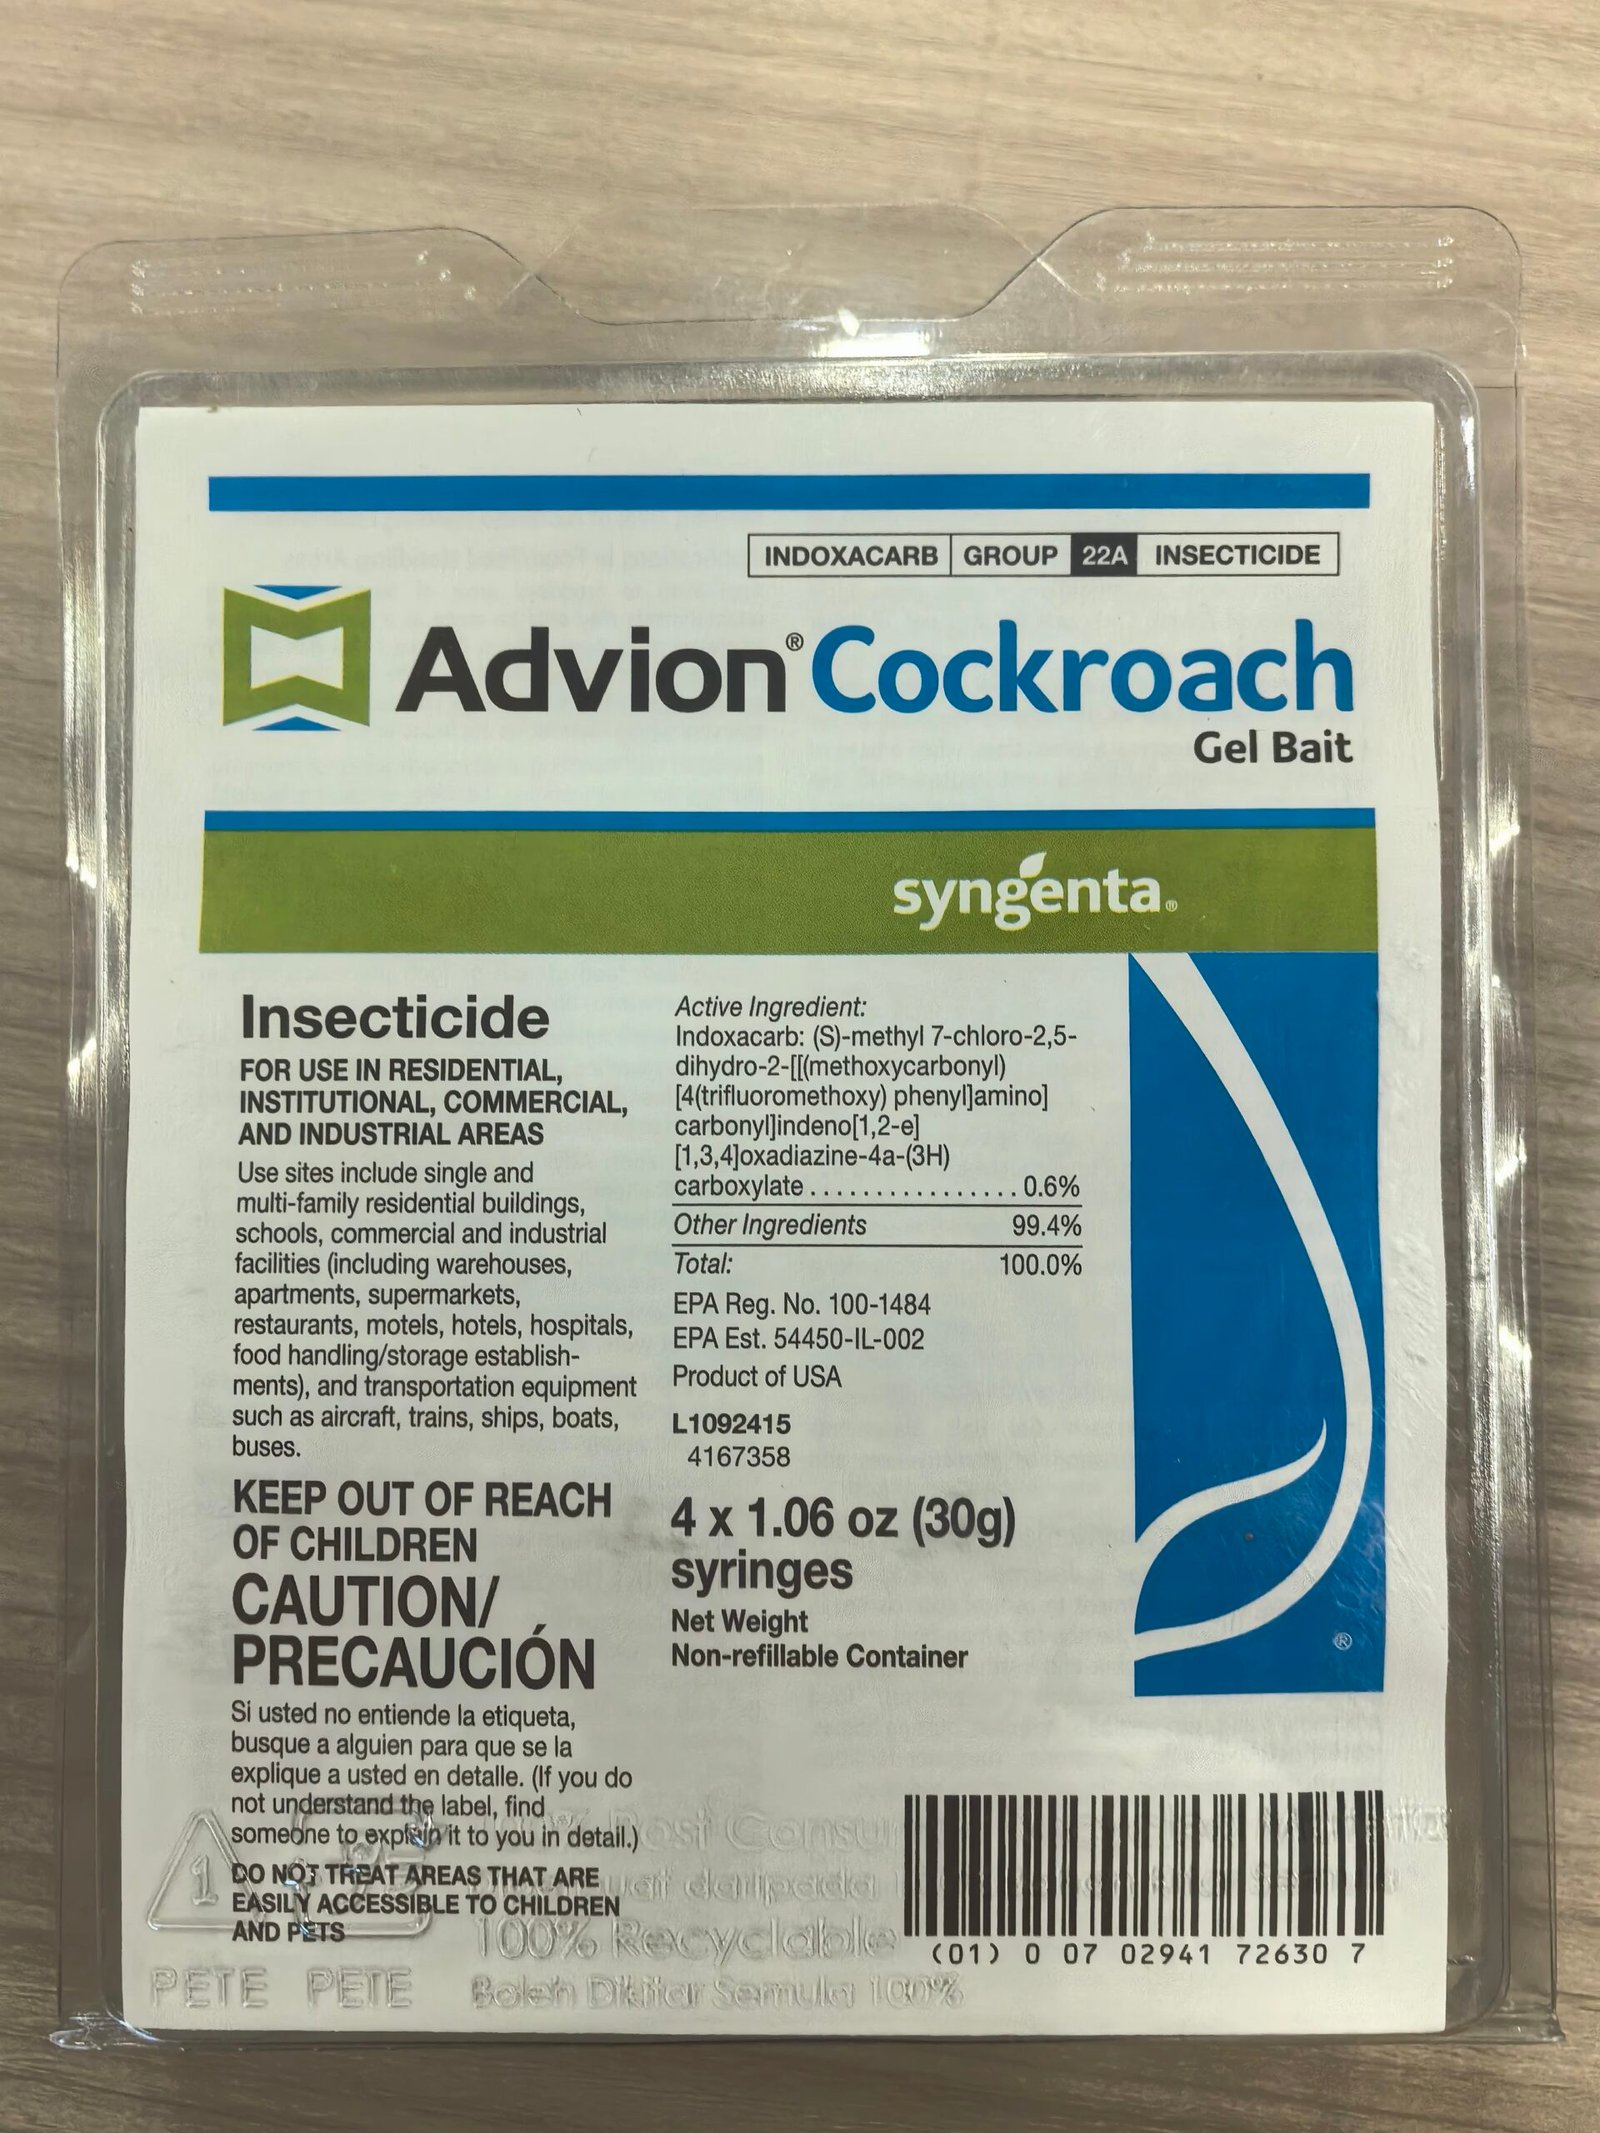 INDOXACARB GROUP 22A INSECTICIDE
Advion® Cockroach
Gel Bait
syngenta®
Insecticide
FOR USE IN RESIDENTIAL,
INSTITUTIONAL, COMMERCIAL,
AND INDUSTRIAL AREAS
Use sites include single and
multi-family residential buildings,
schools, commercial and industrial
facilities (including warehouses,
apartments, supermarkets,
restaurants, motels, hotels, hospitals,
food handling/storage establish-
ments), and transportation equipment
such as aircraft, trains, ships, boats,
buses.
KEEP OUT OF REACH
OF CHILDREN
CAUTION/
PRECAUCIÓN
Si usted no entiende la etiqueta,
busque a alguien para que se la
explique a usted en detalle. (If you do
not understand the label, find
someone to explain it to you in detail.)
DO NOT TREAT AREAS THAT ARE
EASILY ACCESSIBLE TO CHILDREN
AND PETS
Active Ingredient:
Indoxacarb: (S)-methyl 7-chloro-2,5-
dihydro-2-[[(methoxycarbonyl)
[4(trifluoromethoxy) phenyl]amino]
carbonyl]indeno[1,2-e]
[1,3,4]oxadiazine-4a-(3H)
carboxylate . . . . . . . . . . . . . . . . 0.6%
Other Ingredients 99.4%
Total: 100.0%
EPA Reg. No. 100-1484
EPA Est. 54450-IL-002
Product of USA
L1092415
4167358
4 x 1.06 oz (30g)
syringes
Net Weight
Non-refillable Container
®
(01) 0 07 02941 72630 7
1
PETE PETE
Post
daripada
100% Recyclable
Boleh Dikitar Semula 100%